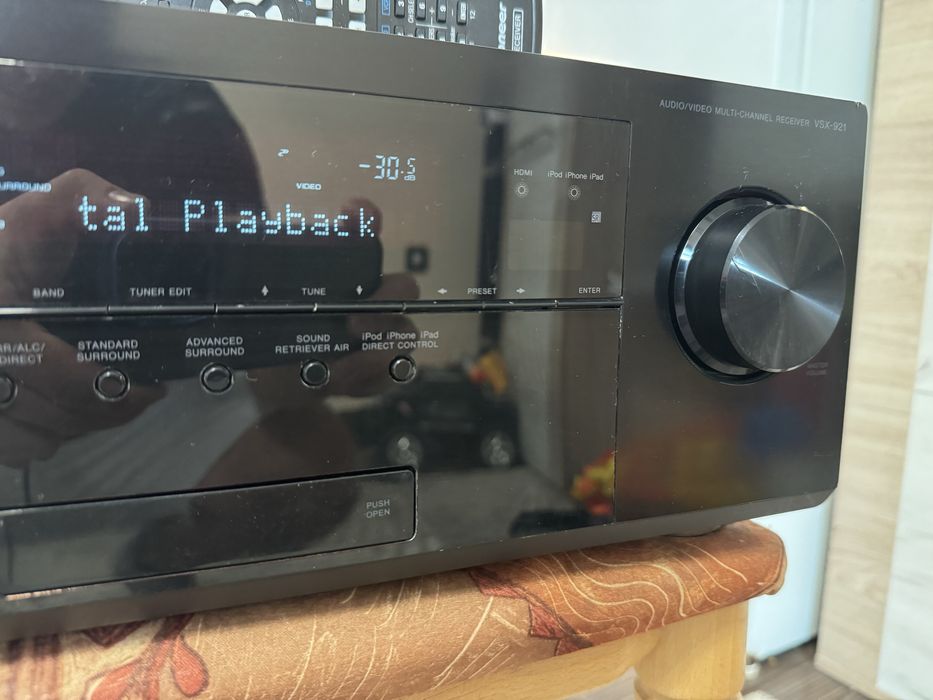 RECEIVER
AUDIO/VIDEO MULTI-CHANNEL RECEIVER VSX-921
-30.5
dB
VIDEO
HDMI
iPod iPhone iPad
tal Playback
BAND
TUNER EDIT
TUNE
PRESET
ENTER
STANDARD
SURROUND
ADVANCED
SURROUND
SOUND
RETRIEVER AIR
iPod iPhone iPad
DIRECT CONTROL
DIRECT
MASTER
VOLUME
PUSH
OPEN